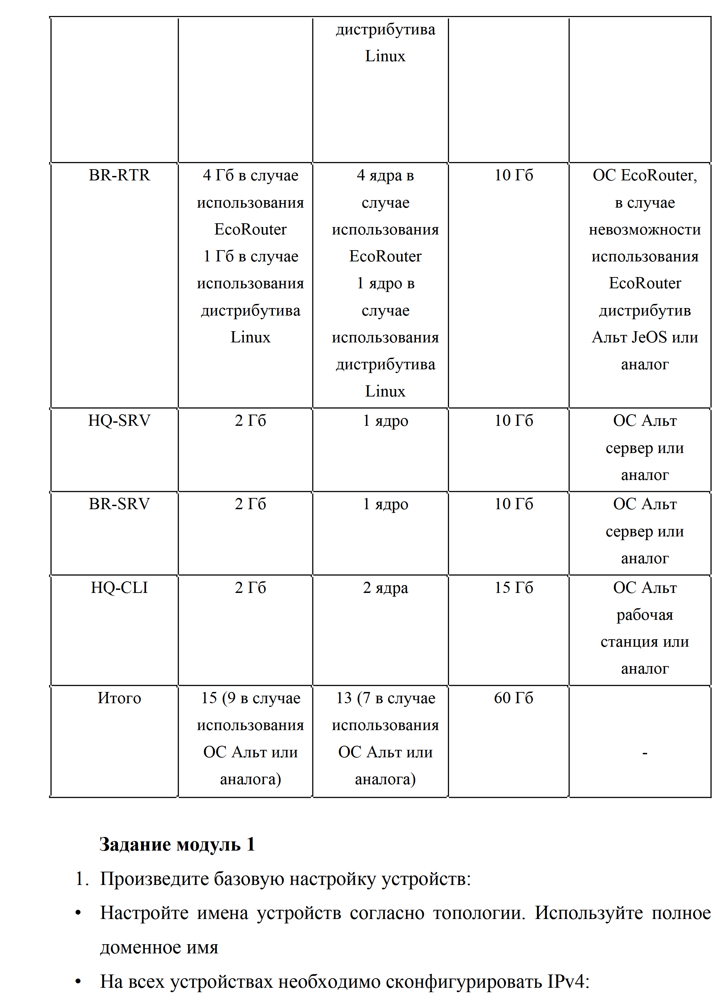 дистрибутива
Linux
BR-RTR
4 Гб в случае
использования
EcoRouter
1 Гб в случае
использования
дистрибутива
Linux
4 ядра в
случае
использования
EcoRouter
1 ядро в
случае
использования
дистрибутива
Linux
10 Гб
ОС EcoRouter,
в случае
невозможности
использования
EcoRouter
дистрибутив
Альт JeOS или
аналог
HQ-SRV
2 Гб
1 ядро
10 Гб
ОС Альт
сервер или
аналог
BR-SRV
2 Гб
1 ядро
10 Гб
ОС Альт
сервер или
аналог
HQ-CLI
2 Гб
2 ядра
15 Гб
ОС Альт
рабочая
станция или
аналог
Итого
15 (9 в случае
использования
ОС Альт или
аналога)
13 (7 в случае
использования
ОС Альт или
аналога)
60 Гб
-
Задание модуль 1
1. Произведите базовую настройку устройств:
• Настройте имена устройств согласно топологии. Используйте полное
доменное имя
• На всех устройствах необходимо сконфигурировать IPv4: